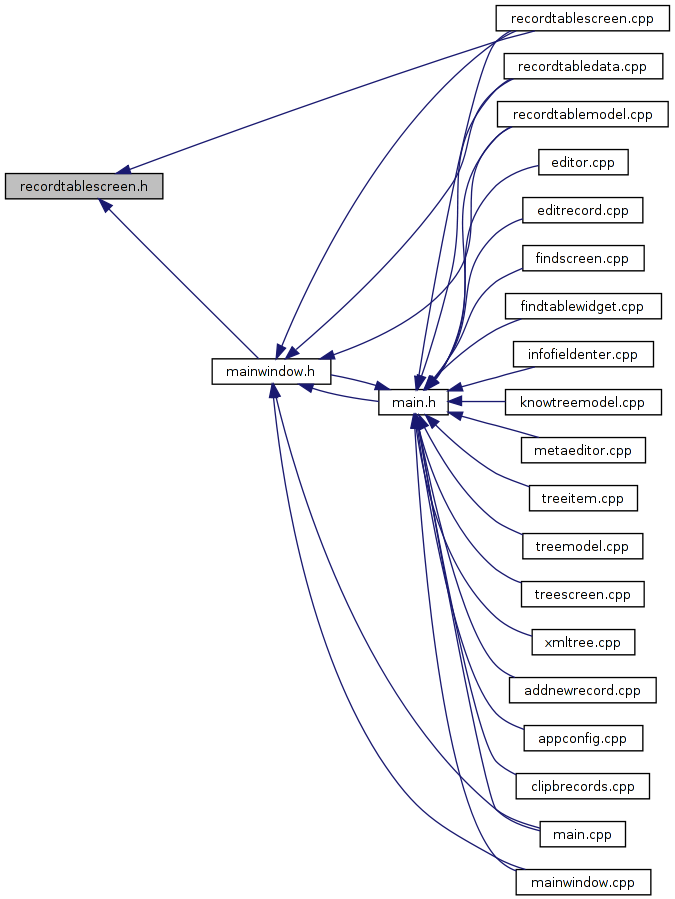 recordtablescreen.cpp
recordtabledata.cpp
recordtablemodel.cpp
editor.cpp
recordtablescreen.h
editrecord.cpp
findscreen.cpp
findtablewidget.cpp
infofieldenter.cpp
mainwindow.h
main.h
knowtreemodel.cpp
metaeditor.cpp
treeitem.cpp
treemodel.cpp
treescreen.cpp
xmltree.cpp
addnewrecord.cpp
appconfig.cpp
clipbrecords.cpp
main.cpp
mainwindow.cpp